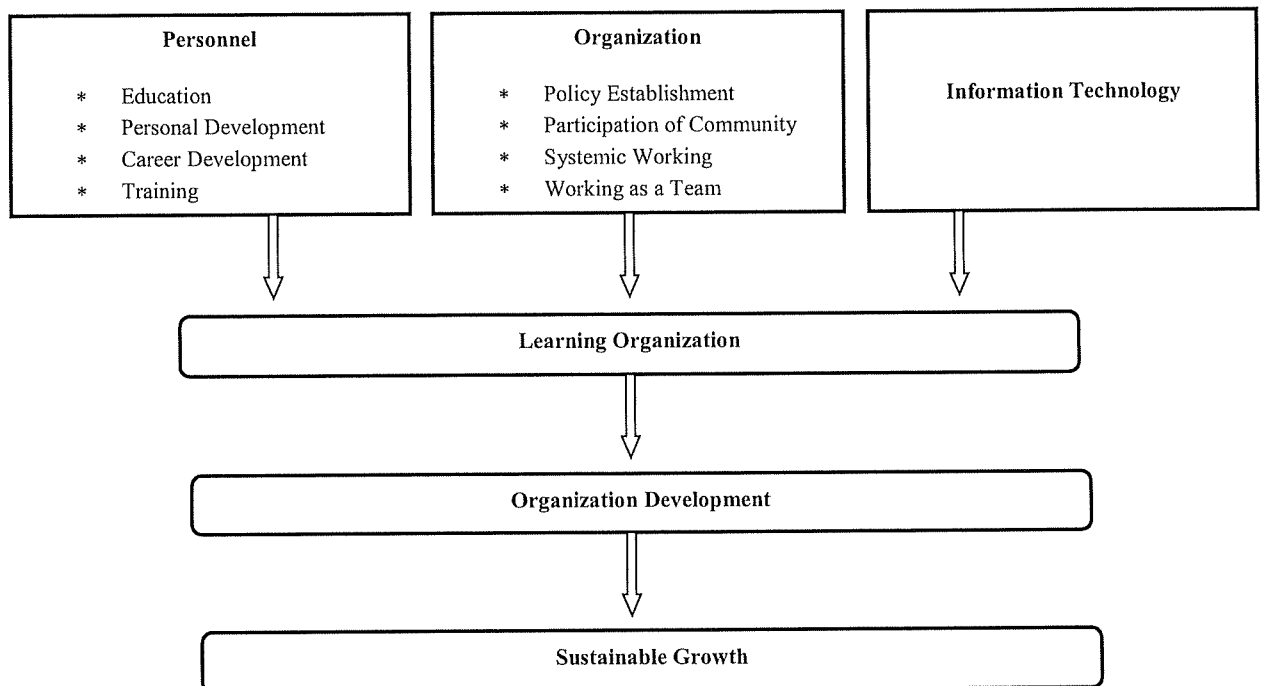 Personnel
* Education
* Personal Development
* Career Development
* Training
Organization
* Policy Establishment
* Participation of Community
* Systemic Working
* Working as a Team
Information Technology
Learning Organization
Organization Development
Sustainable Growth